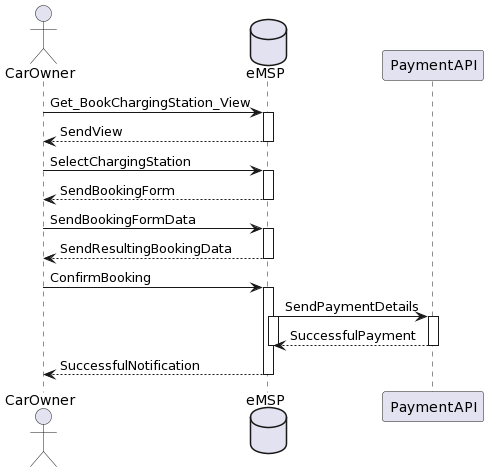 CarOwner
eMSP
PaymentAPI
Get_BookChargingStation_View
SendView
SelectChargingStation
SendBookingForm
SendBookingFormData
SendResultingBookingData
ConfirmBooking
SendPaymentDetails
SuccessfulPayment
SuccessfulNotification
CarOwner
eMSP
PaymentAPI